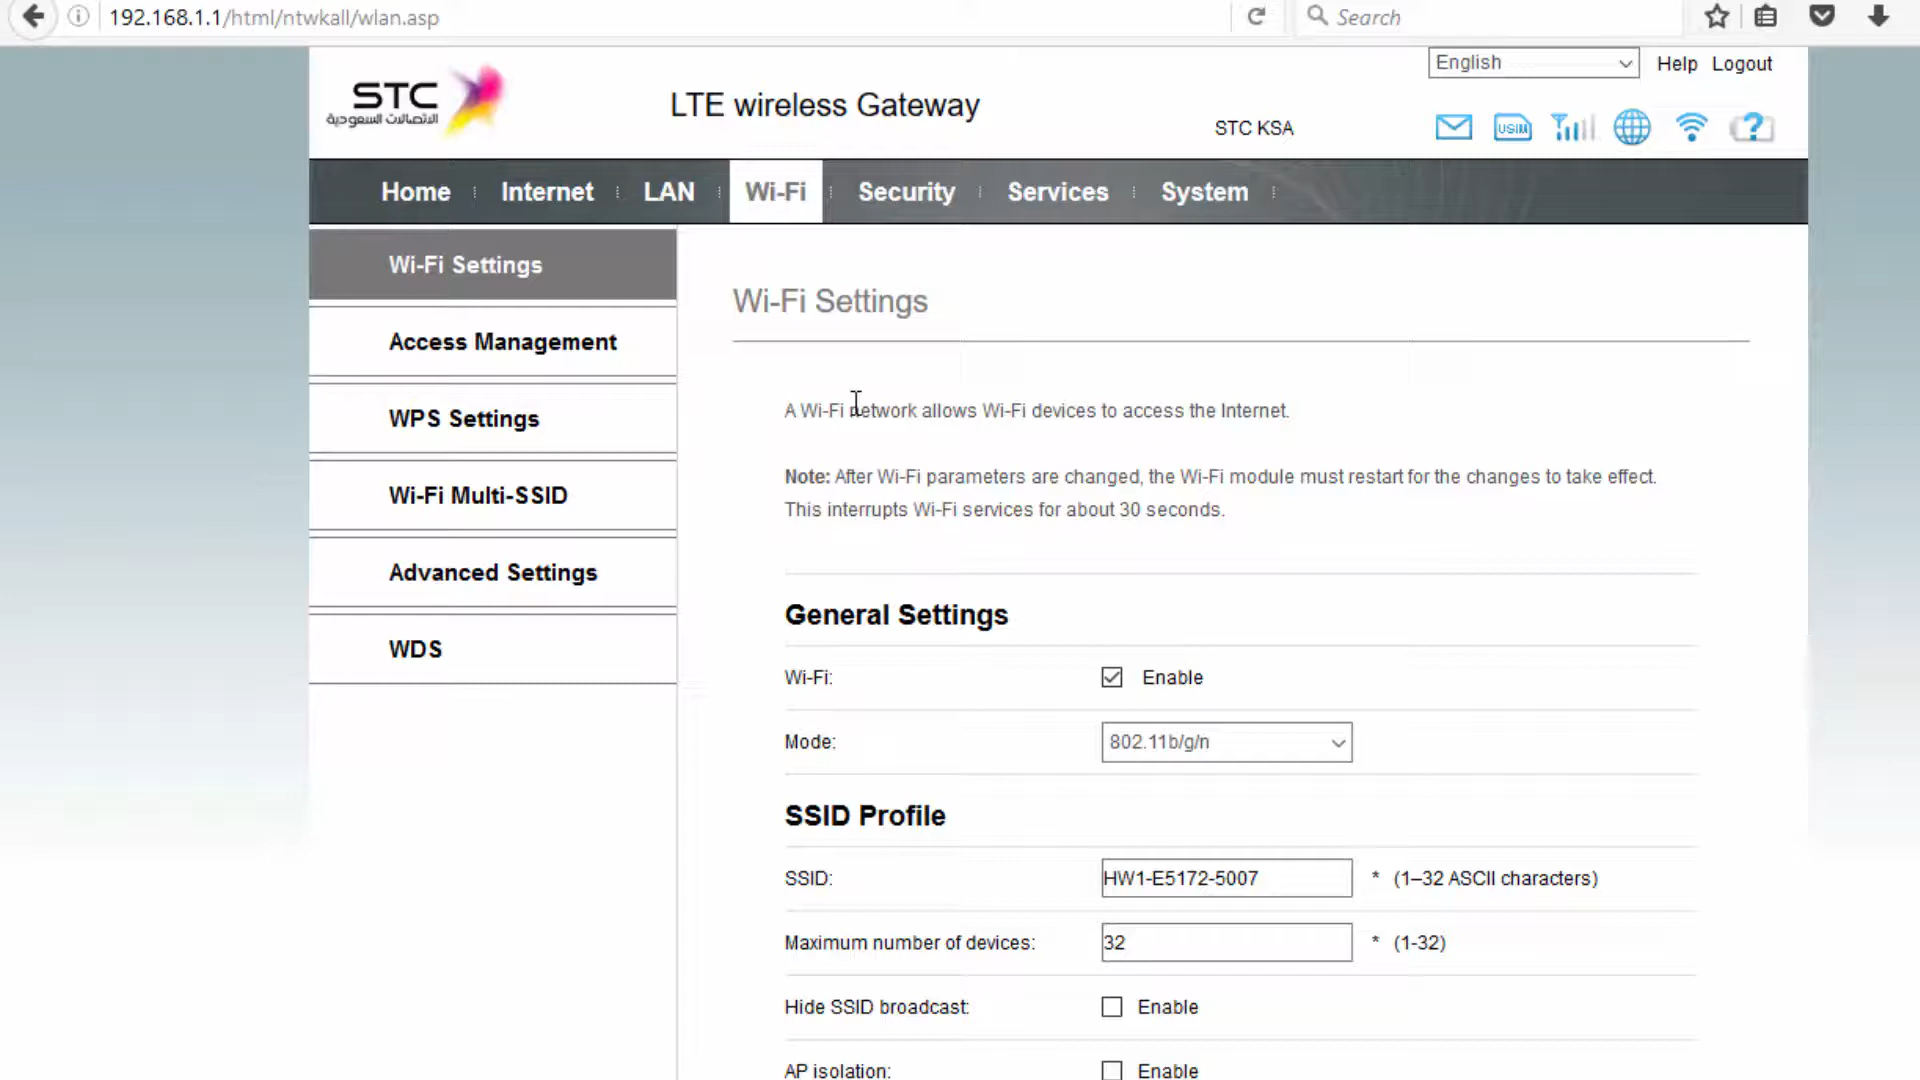 192.168.1.1/html/ntwkall/wlan.asp
Search
English
Help Logout
STC
الاتصالات السعودية
LTE wireless Gateway
STC KSA
USIM
?
Home Internet LAN Wi-Fi Security Services System
Wi-Fi Settings
Access Management
WPS Settings
Wi-Fi Multi-SSID
Advanced Settings
WDS
Wi-Fi Settings
A Wi-Fi network allows Wi-Fi devices to access the Internet.
Note: After Wi-Fi parameters are changed, the Wi-Fi module must restart for the changes to take effect.
This interrupts Wi-Fi services for about 30 seconds.
General Settings
Wi-Fi: Enable
Mode: 802.11b/g/n
SSID Profile
SSID: HW1-E5172-5007 * (1–32 ASCII characters)
Maximum number of devices: 32 * (1-32)
Hide SSID broadcast: Enable
AP isolation: Enable